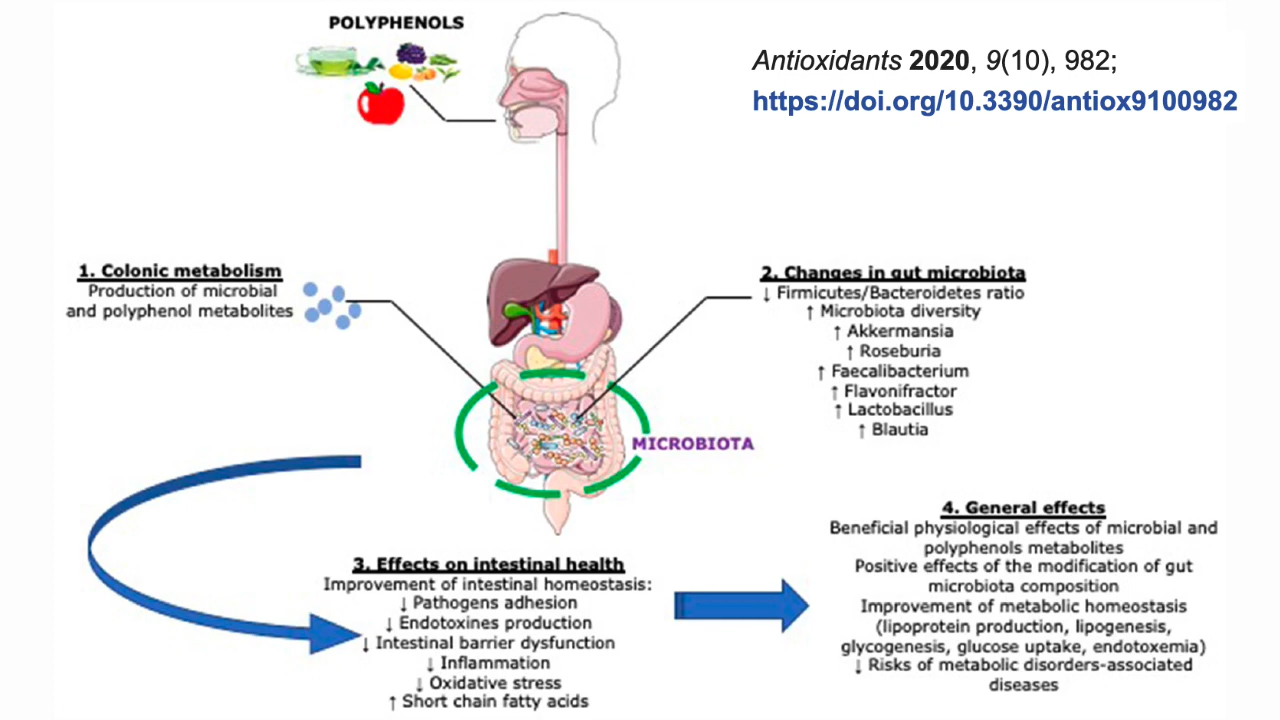 POLYPHENOLS
Antioxidants 2020, 9(10), 982;
https://doi.org/10.3390/antiox9100982
1. Colonic metabolism
Production of microbial
and polyphenol metabolites
2. Changes in gut microbiota
↓ Firmicutes/Bacteroidetes ratio
↑ Microbiota diversity
↑ Akkermansia
↑ Roseburia
↑ Faecalibacterium
↑ Flavonifractor
↑ Lactobacillus
↑ Blautia
MICROBIOTA
3. Effects on intestinal health
Improvement of intestinal homeostasis:
↓ Pathogens adhesion
↓ Endotoxines production
↓ Intestinal barrier dysfunction
↓ Inflammation
↓ Oxidative stress
↑ Short chain fatty acids
4. General effects
Beneficial physiological effects of microbial and
polyphenols metabolites
Positive effects of the modification of gut
microbiota composition
Improvement of metabolic homeostasis
(lipoprotein production, lipogenesis,
glycogenesis, glucose uptake, endotoxemia)
↓ Risks of metabolic disorders-associated
diseases